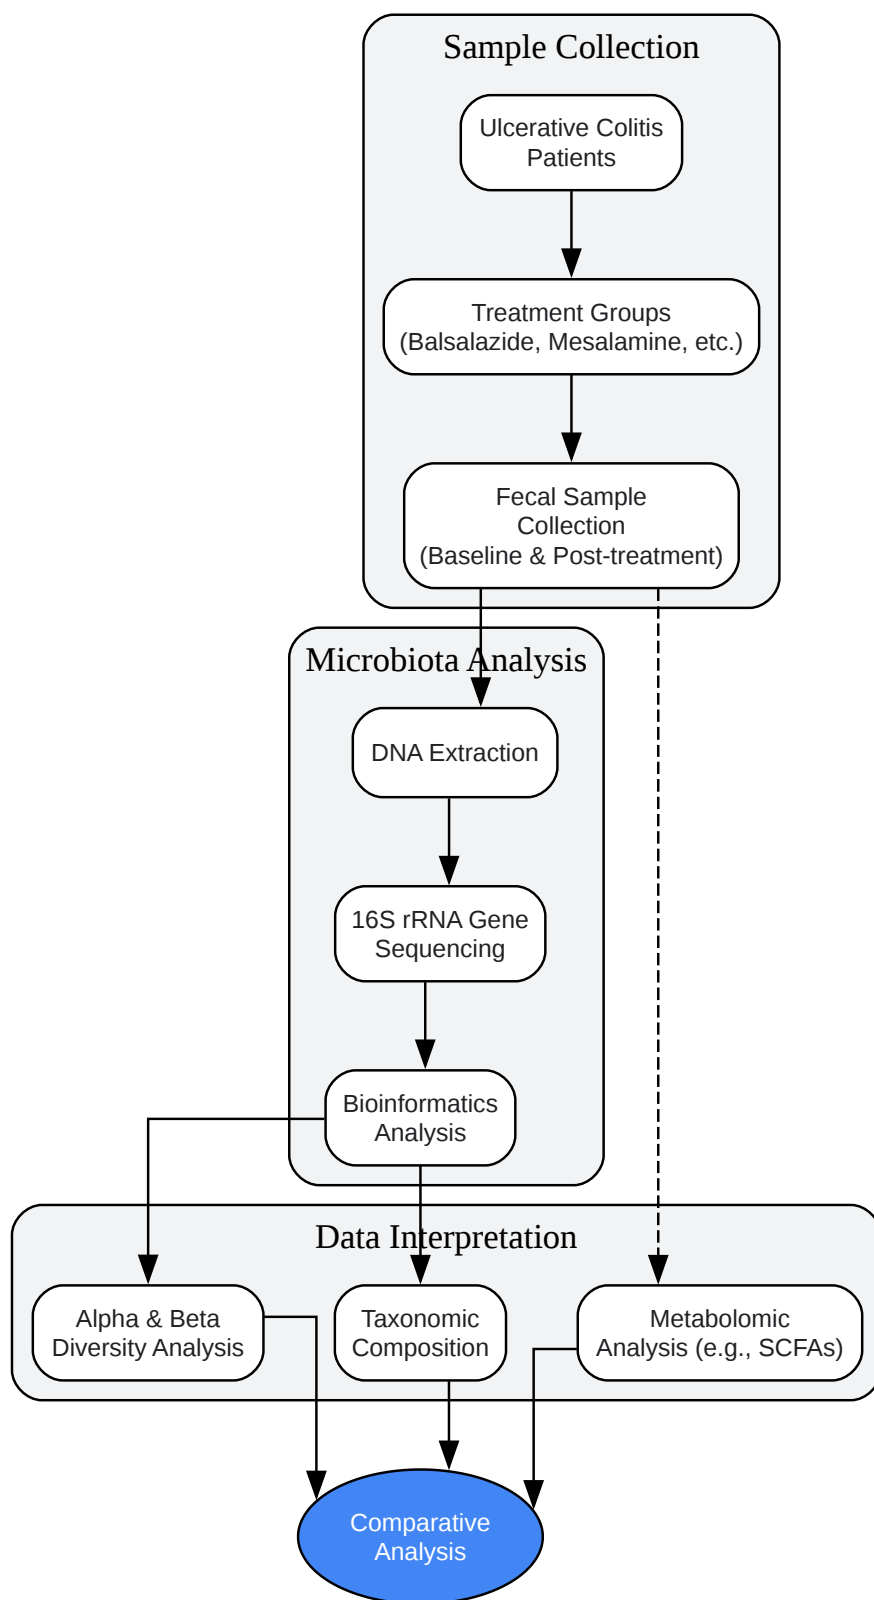 Sample Collection
Ulcerative Colitis
Patients
Treatment Groups
(Balsalazide, Mesalamine, etc.)
Fecal Sample
Collection
(Baseline & Post-treatment)
Microbiota Analysis
DNA Extraction
16S rRNA Gene
Sequencing
Bioinformatics
Analysis
Data Interpretation
Alpha & Beta
Diversity Analysis
Taxonomic
Composition
Metabolomic
Analysis (e.g., SCFAs)
Comparative
Analysis